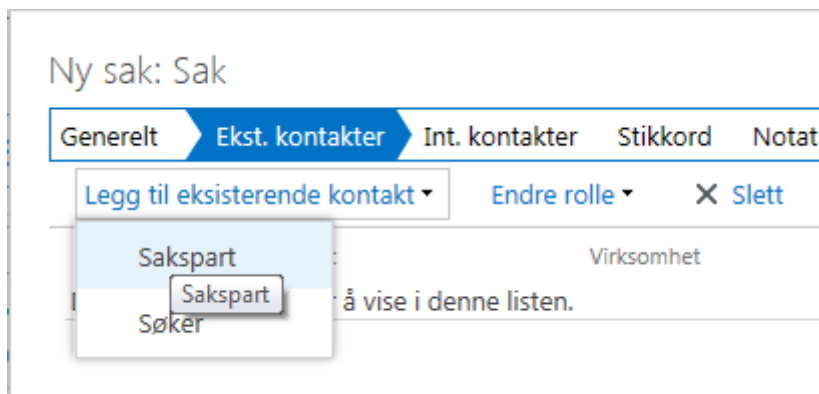 Ny sak: Sak
Generelt Ekst. kontakter Int. kontakter Stikkord Notat
Legg til eksisterende kontakt Endre rolle Slett
Sakspart Virksomhet
Sakspart å vise i denne listen.
Søker